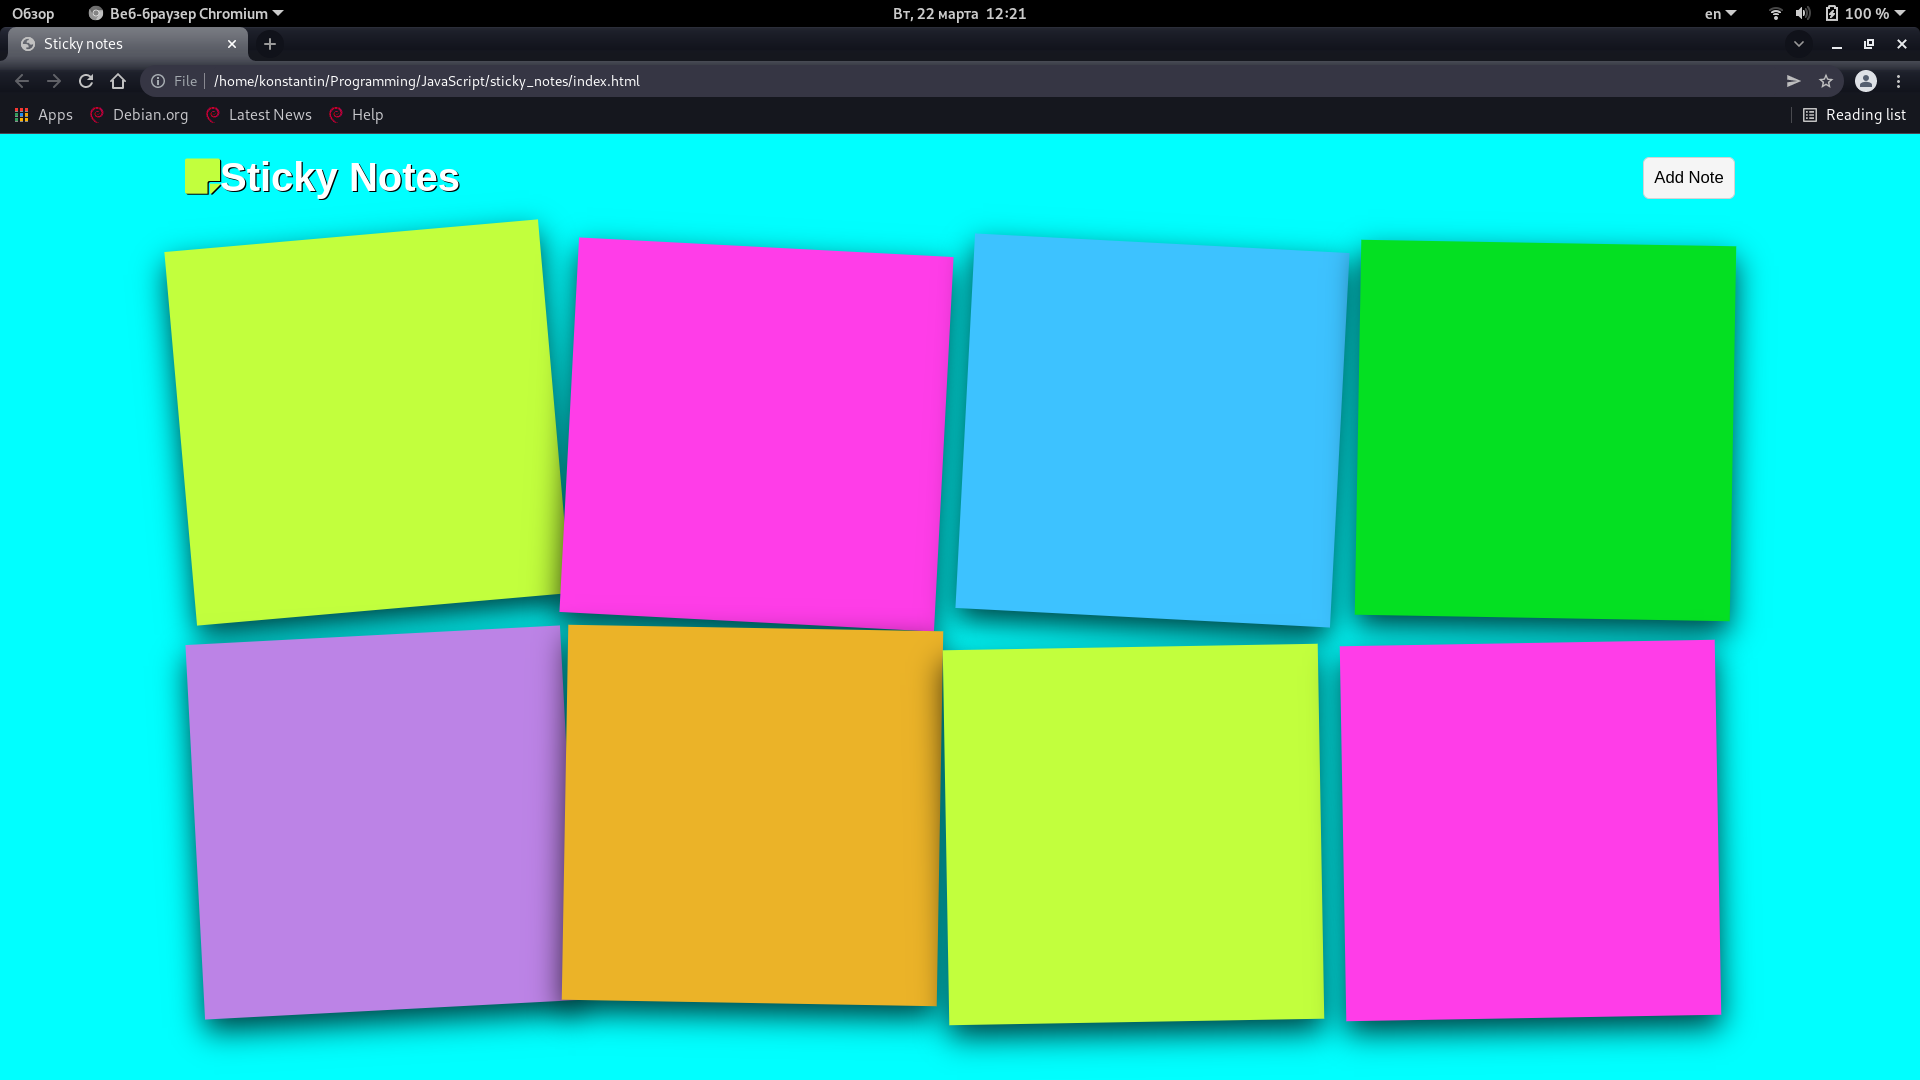 Обзор Веб-браузер Chromium Вт, 22 марта 12:21 en 100 %
Sticky notes
File /home/konstantin/Programming/JavaScript/sticky_notes/index.html
Apps Debian.org Latest News Help Reading list
Sticky Notes Add Note